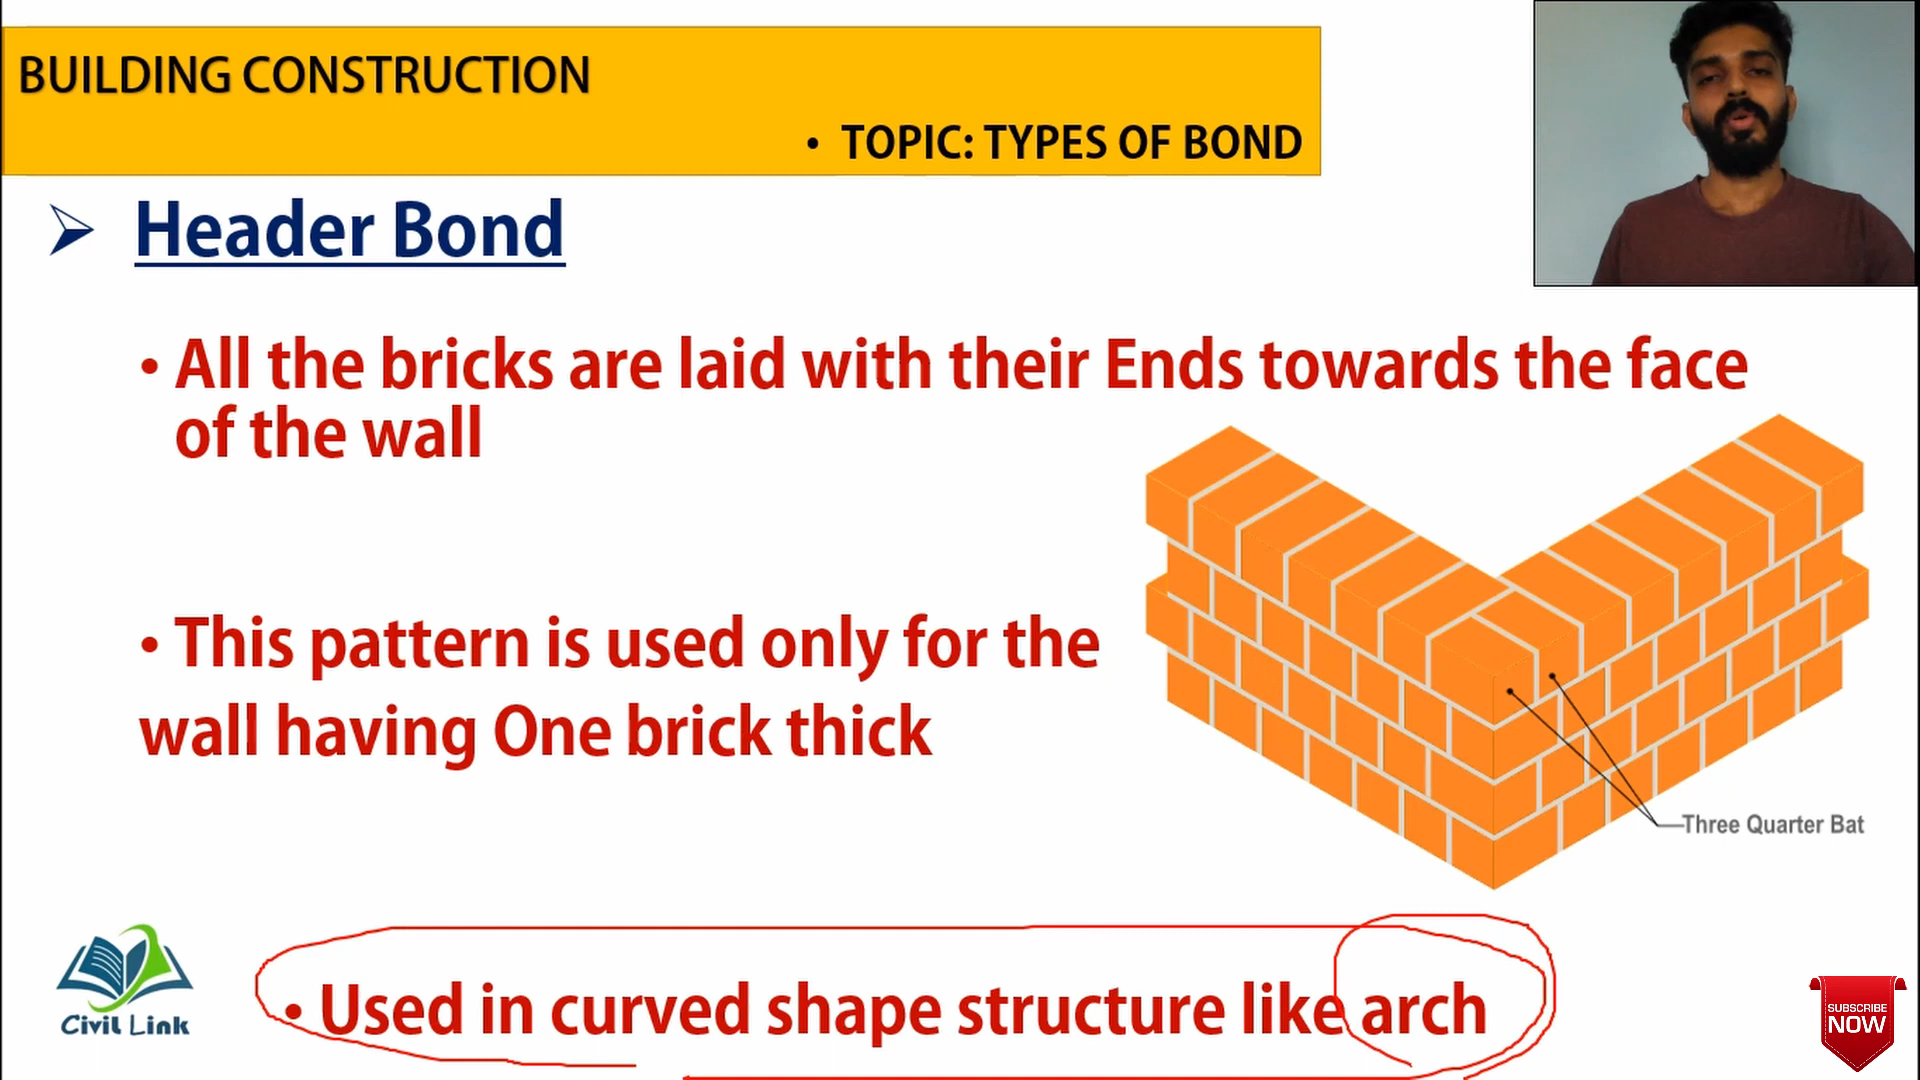 BUILDING CONSTRUCTION
• TOPIC: TYPES OF BOND
Header Bond
• All the bricks are laid with their Ends towards the face
of the wall
• This pattern is used only for the
wall having One brick thick
Three Quarter Bat
• Used in curved shape structure like arch
Civil Link
SUBSCRIBE
NOW